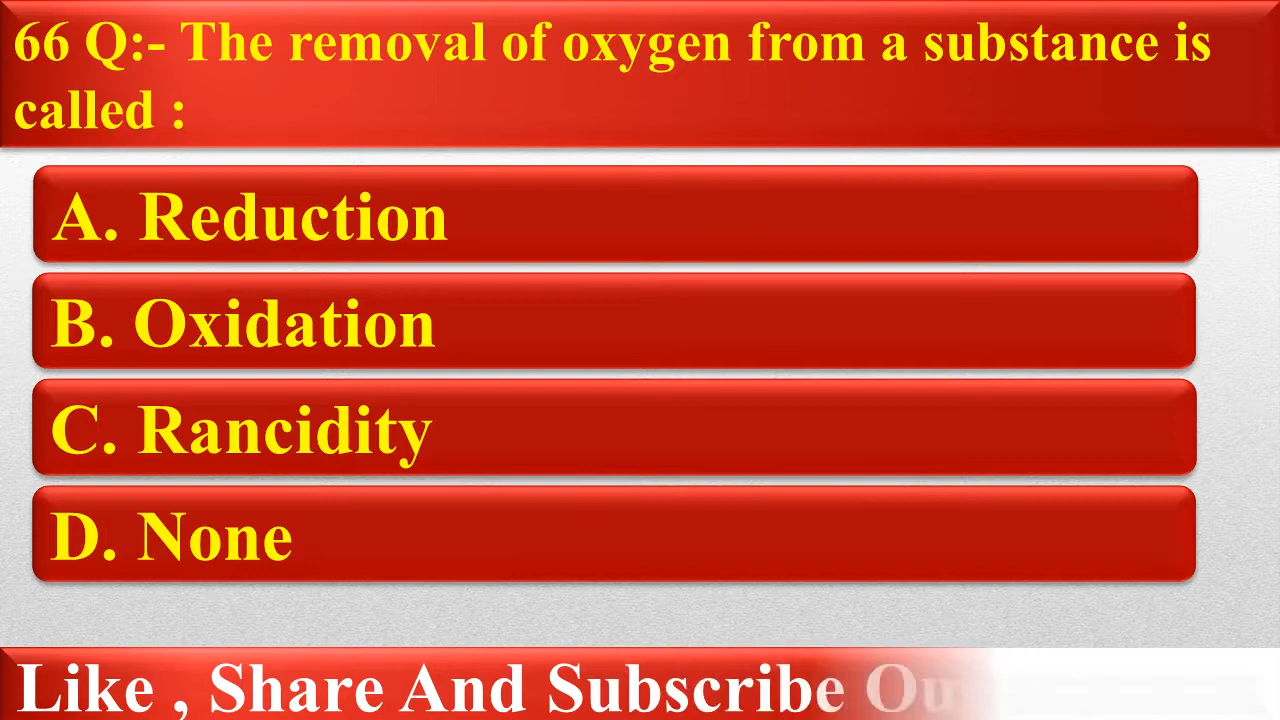 66 Q:- The removal of oxygen from a substance is
called :
A. Reduction
B. Oxidation
C. Rancidity
D. None
Like , Share And Subscribe